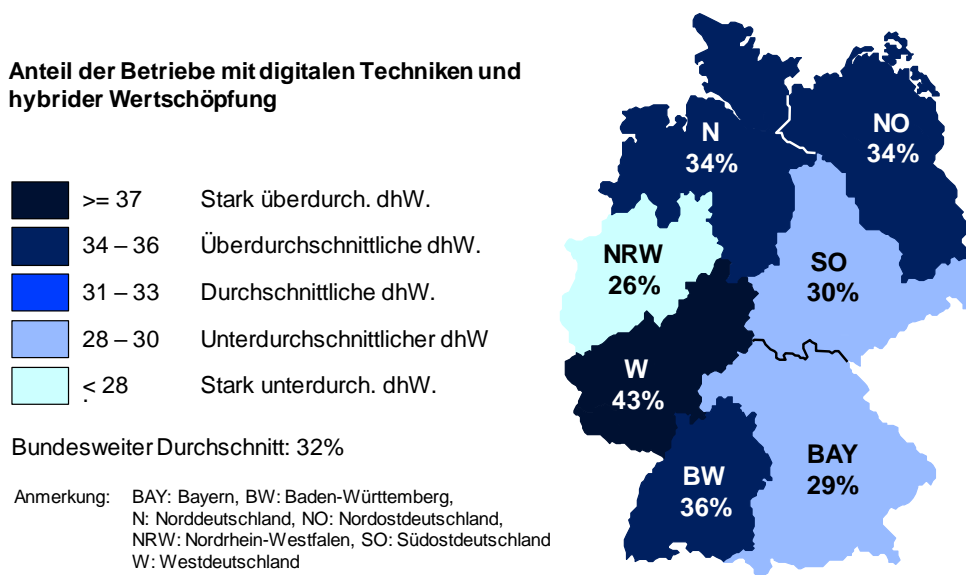 Anteil der Betriebe mit digitalen Techniken und
hybrider Wertschöpfung
>= 37 Stark überdurch. dhW.
34 – 36 Überdurchschnittliche dhW.
31 – 33 Durchschnittliche dhW.
28 – 30 Unterdurchschnittlicher dhW
< 28 Stark unterdurch. dhW.
Bundesweiter Durchschnitt: 32%
Anmerkung: BAY: Bayern, BW: Baden-Württemberg,
N: Norddeutschland, NO: Nordostdeutschland,
NRW: Nordrhein-Westfalen, SO: Südostdeutschland
W: Westdeutschland
N
34%
NO
34%
NRW
26%
SO
30%
W
43%
BW
36%
BAY
29%